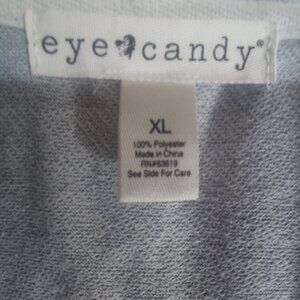 eye candy®
XL
100% Polyester
Made in China
RN#63619
See Side For Care